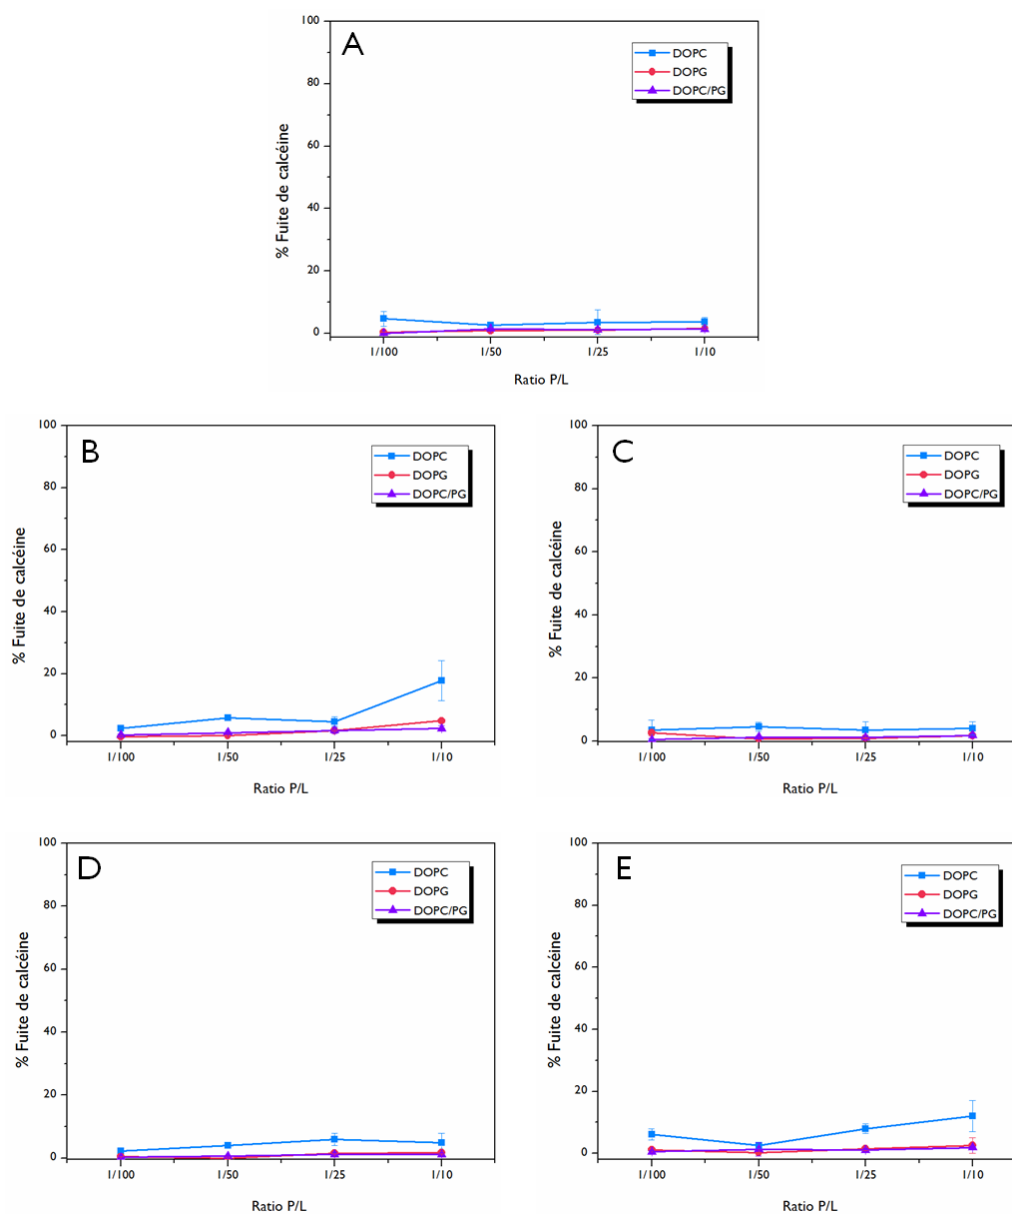 A
100
80
60
40
20
0
% Fuite de calcéine
DOPC
DOPG
DOPC/PG
1/100 1/50 1/25 1/10
Ratio P/L
B
100
80
60
40
20
0
% Fuite de calcéine
DOPC
DOPG
DOPC/PG
1/100 1/50 1/25 1/10
Ratio P/L
C
100
80
60
40
20
0
% Fuite de calcéine
DOPC
DOPG
DOPC/PG
1/100 1/50 1/25 1/10
Ratio P/L
D
100
80
60
40
20
0
% Fuite de calcéine
DOPC
DOPG
DOPC/PG
1/100 1/50 1/25 1/10
Ratio P/L
E
100
80
60
40
20
0
% Fuite de calcéine
DOPC
DOPG
DOPC/PG
1/100 1/50 1/25 1/10
Ratio P/L